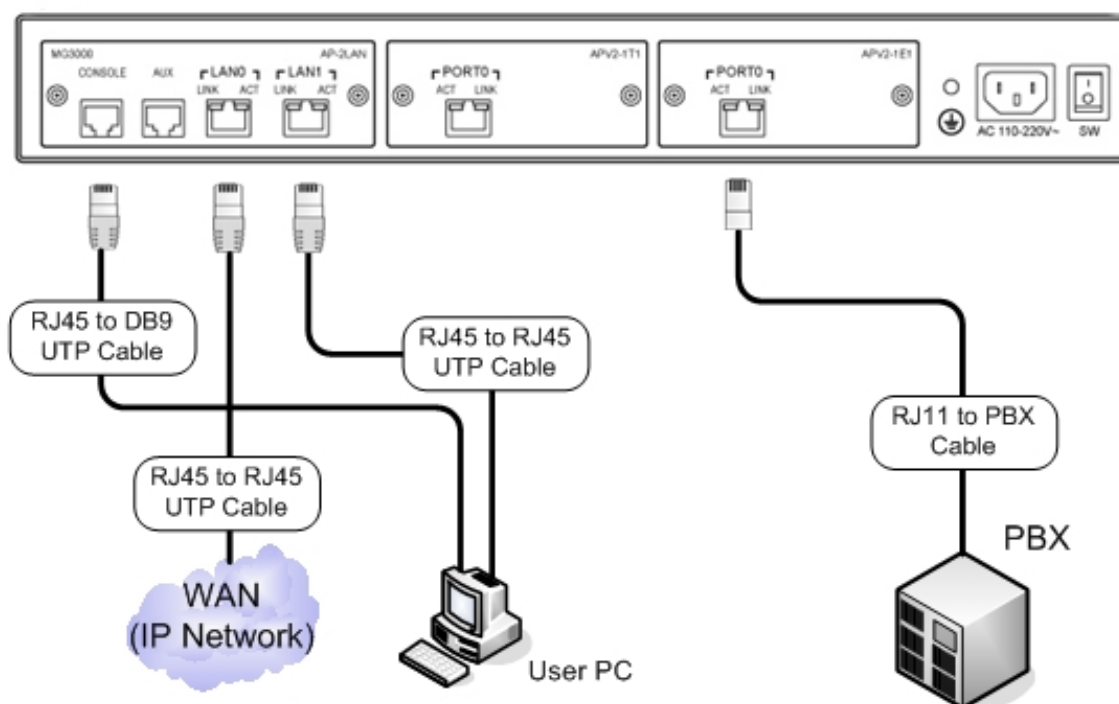 MG3000 AP-2LAN
CONSOLE AUX LAN0 LAN1
LINK ACT LINK ACT
APV2-1T1
PORT0
ACT LINK
APV2-1E1
PORT0
ACT LINK
AC 110-220V~ SW
RJ45 to DB9
UTP Cable
RJ45 to RJ45
UTP Cable
RJ11 to PBX
Cable
RJ45 to RJ45
UTP Cable
WAN
(IP Network)
User PC
PBX